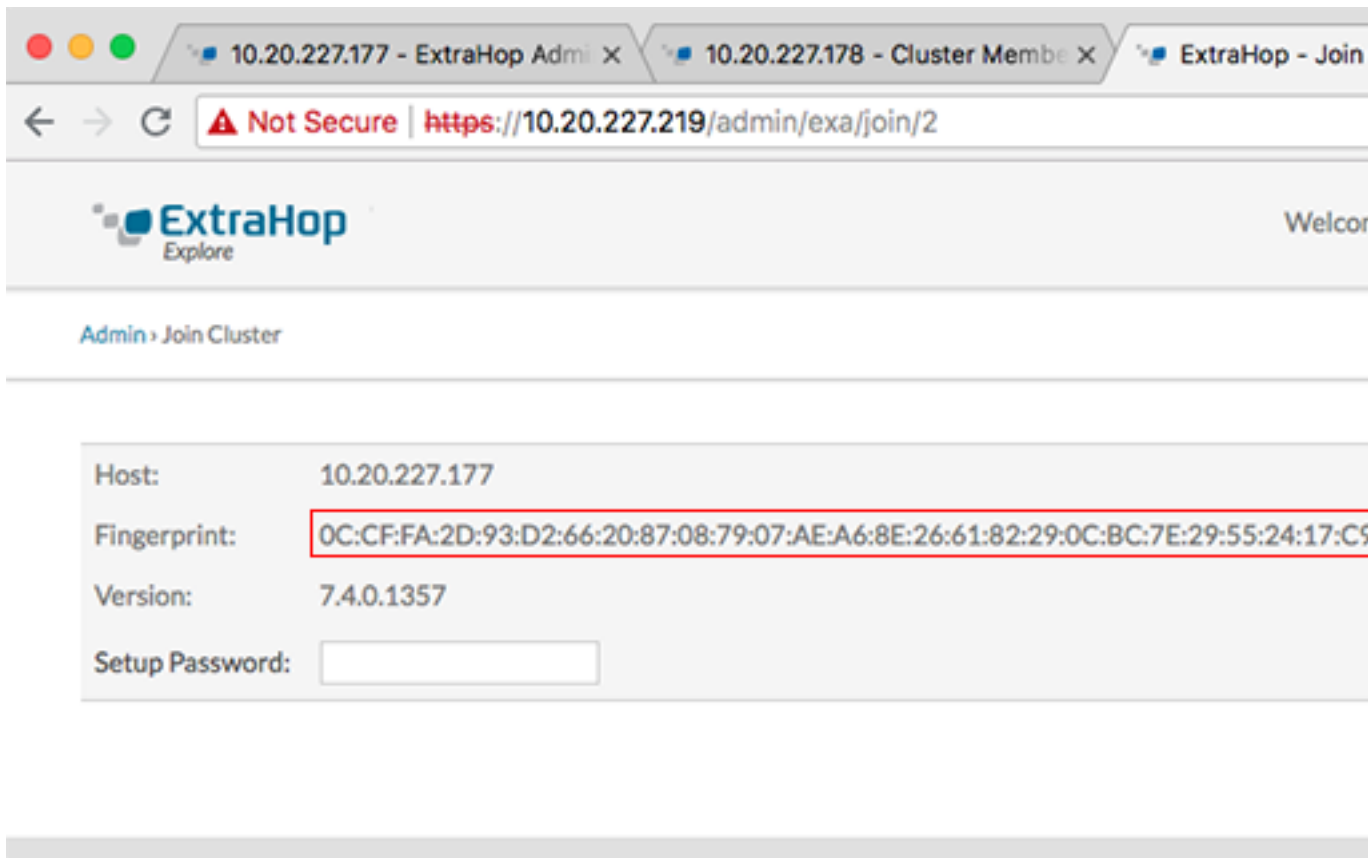 10.20.227.177 - ExtraHop Admi
10.20.227.178 - Cluster Membe
ExtraHop - Join
Not Secure | https://10.20.227.219/admin/exa/join/2
ExtraHop
Explore
Welcom
Admin › Join Cluster
Host: 10.20.227.177
Fingerprint: 0C:CF:FA:2D:93:D2:66:20:87:08:79:07:AE:A6:8E:26:61:82:29:0C:BC:7E:29:55:24:17:C9
Version: 7.4.0.1357
Setup Password: